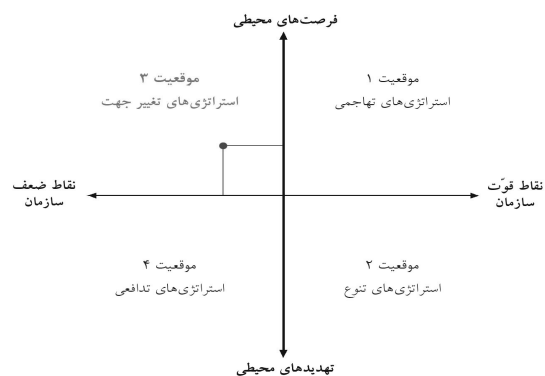 فرصت‌های محیطی
موقعیت ۱
استراتژی‌های تهاجمی
موقعیت ۳
استراتژی‌های تغییر جهت
نقاط قوّت
سازمان
نقاط ضعف
سازمان
موقعیت ۲
استراتژی‌های تنوع
موقعیت ۴
استراتژی‌های تدافعی
تهدیدهای محیطی